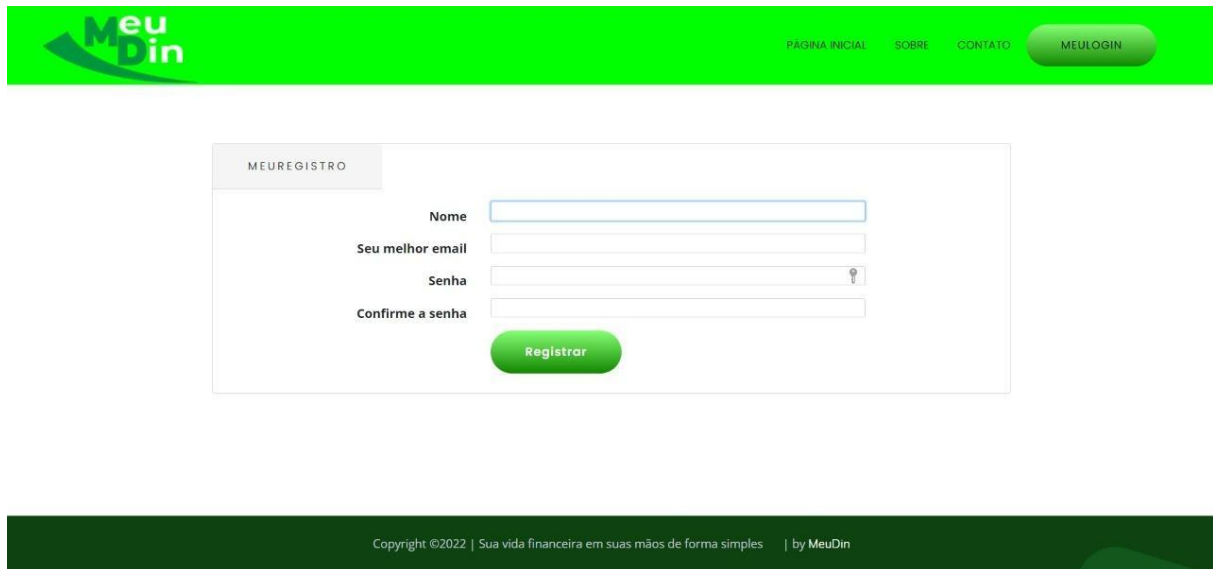 Meu
Din
PÁGINA INICIAL SOBRE CONTATO MEULOGIN
MEUREGISTRO
Nome
Seu melhor email
Senha
Confirme a senha
Registrar
Copyright ©2022 | Sua vida financeira em suas mãos de forma simples | by MeuDin